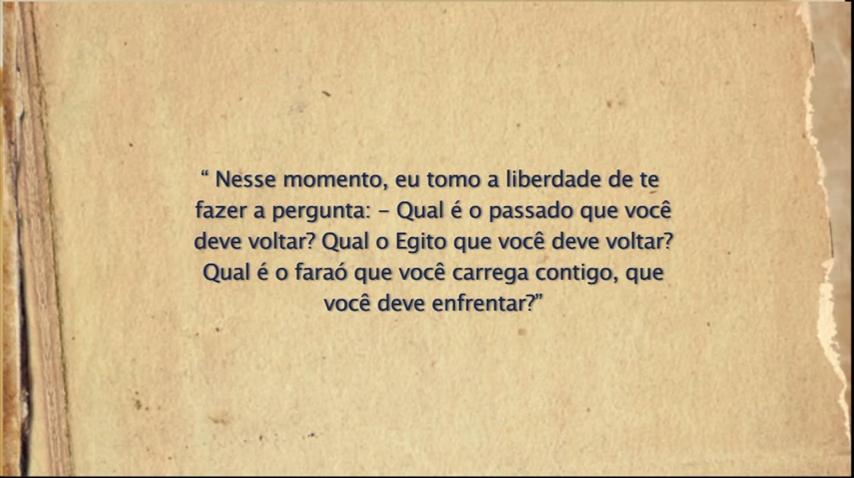 “ Nesse momento, eu tomo a liberdade de te
fazer a pergunta: – Qual é o passado que você
deve voltar? Qual o Egito que você deve voltar?
Qual é o faraó que você carrega contigo, que
você deve enfrentar?”